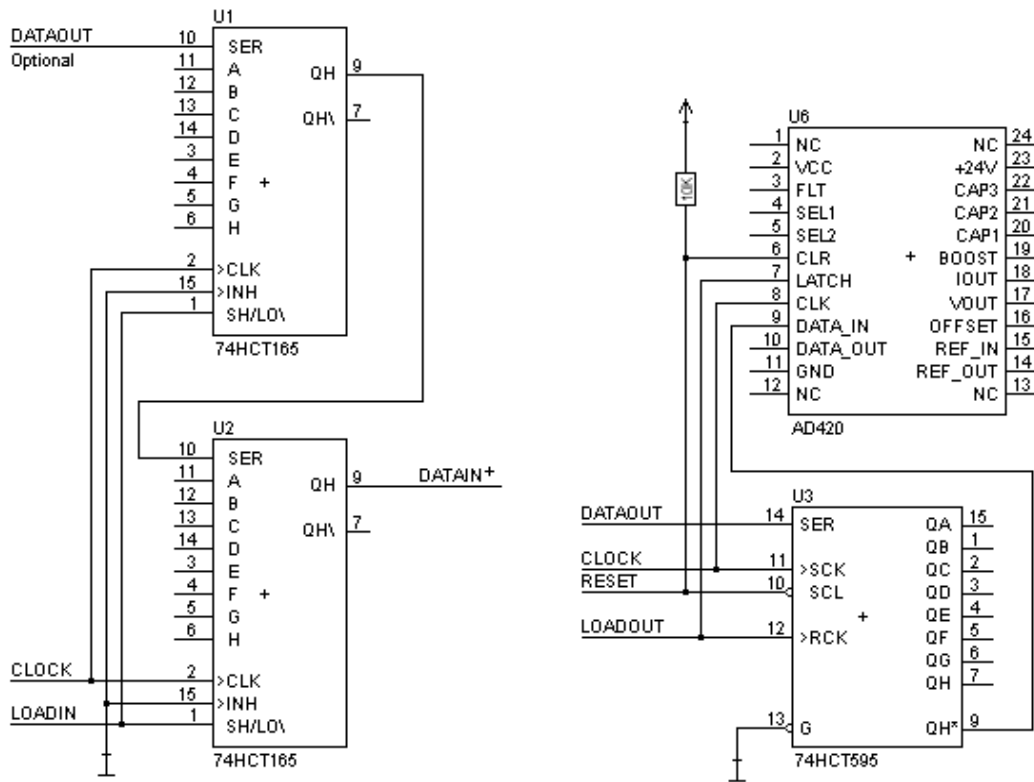 U1
DATAOUT 10 SER
Optional
11 A QH 9
12 B
13 C QH\ 7
14 D
3 E
4 F +
5 G
6 H
2 >CLK
15 >INH
1 SH/LO\
74HCT165
U2
10 SER
11 A QH 9 DATAIN+
12 B
13 C QH\ 7
14 D
3 E
4 F +
5 G
6 H
CLOCK 2 >CLK
15 >INH
LOADIN 1 SH/LO\
74HCT165
10K
U6
1 NC NC 24
2 VCC +24V 23
3 FLT CAP3 22
4 SEL1 CAP2 21
5 SEL2 CAP1 20
6 CLR + BOOST 19
7 LATCH IOUT 18
8 CLK VOUT 17
9 DATA_IN OFFSET 16
10 DATA_OUT REF_IN 15
11 GND REF_OUT 14
12 NC NC 13
AD420
U3
DATAOUT 14 SER QA 15
QB 1
CLOCK 11 >SCK QC 2
RESET 10 SCL QD 3
+ QE 4
LOADOUT 12 >RCK QF 5
QG 6
QH 7
13 G QH* 9
74HCT595